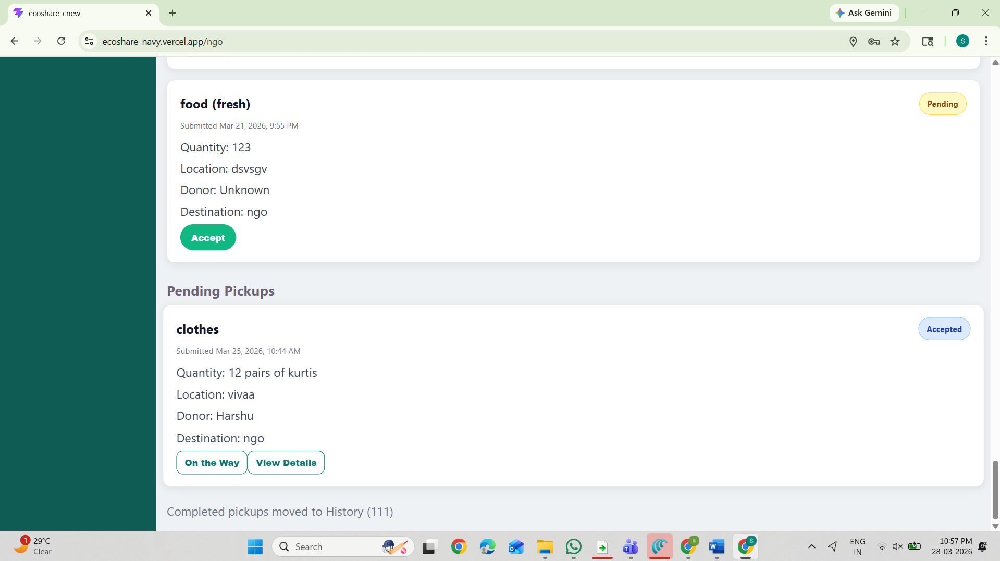 ecoshare-cnew
Ask Gemini
ecoshare-navy.vercel.app/ngo
S
food (fresh)
Pending
Submitted Mar 21, 2026, 9:55 PM
Quantity: 123
Location: dsvsgv
Donor: Unknown
Destination: ngo
Accept
Pending Pickups
clothes
Accepted
Submitted Mar 25, 2026, 10:44 AM
Quantity: 12 pairs of kurtis
Location: vivaa
Donor: Harshu
Destination: ngo
On the Way
View Details
Completed pickups moved to History (111)
1
29°C
Clear
Search
S
S
ENG
IN
10:57 PM
28-03-2026